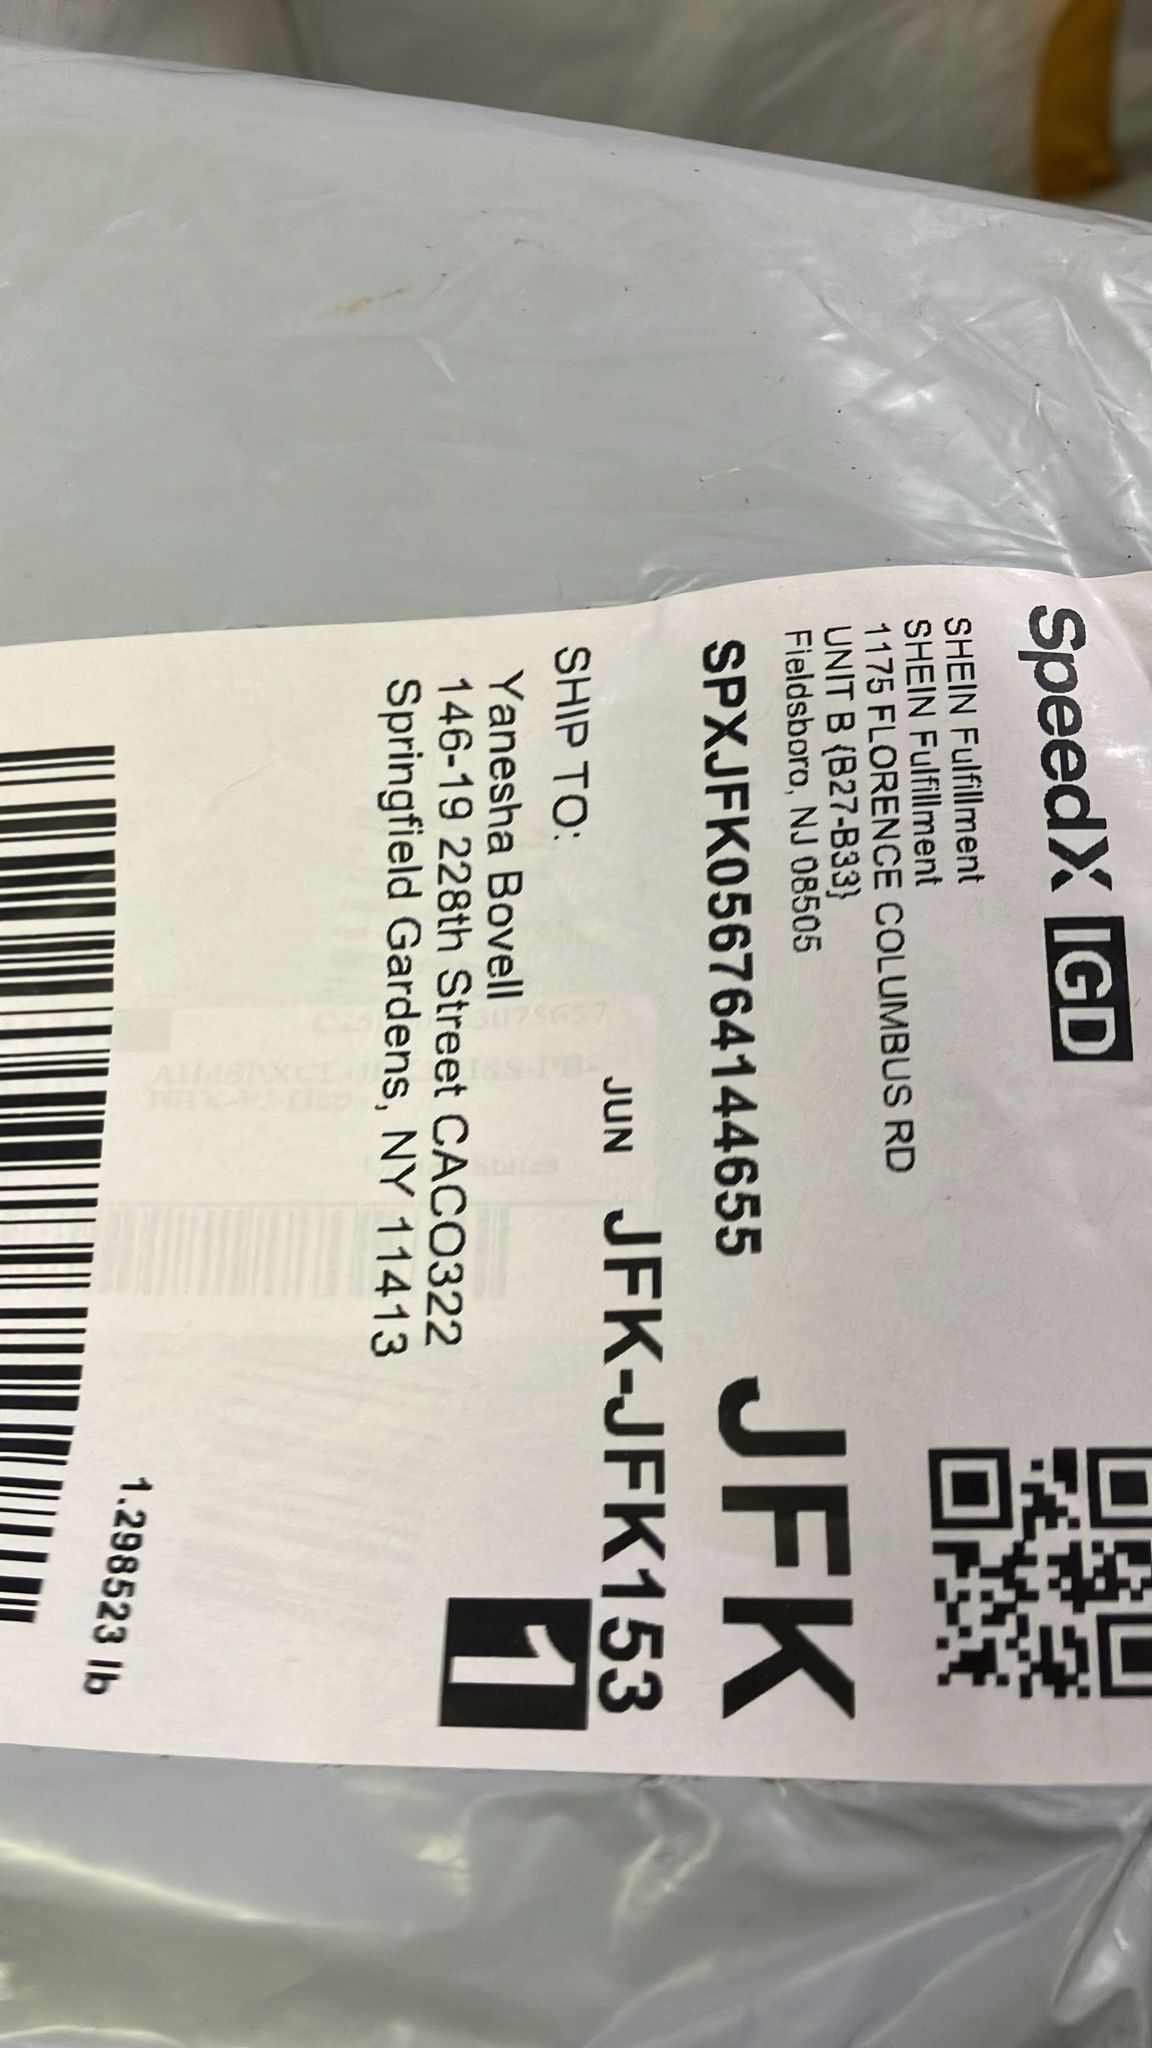 SpeedX IGD
SHEIN Fulfillment
SHEIN Fulfillment
1175 FLORENCE COLUMBUS RD
UNIT B {B27-B33}
Fieldsboro, NJ 08505
SPXJFK056764144655
JFK
JUN JFK-JFK153
SHIP TO:
1
Yanesha Bovell
146-19 228th Street CACO322
Springfield Gardens, NY 11413
1.298523 lb